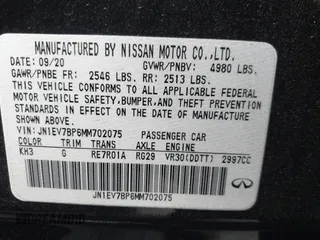 MANUFACTURED BY NISSAN MOTOR CO.,LTD.
DATE: 09/20 GVWR/PNBV: 4980 LBS.
GAWR/PNBE FR: 2546 LBS. RR: 2513 LBS.
THIS VEHICLE CONFORMS TO ALL APPLICABLE FEDERAL
MOTOR VEHICLE SAFETY,BUMPER,AND THEFT PREVENTION
STANDARDS IN EFFECT ON THE DATE OF MANUFACTURE
SHOWN ABOVE.
VIN: JN1EV7BP6MM702075 PASSENGER CAR
COLOR TRIM TRANS AXLE ENGINE
KH3 G RE7R01A RG29 VR30(DDTT) 2997CC
JN1EV7BP6MM702075
INFINITI